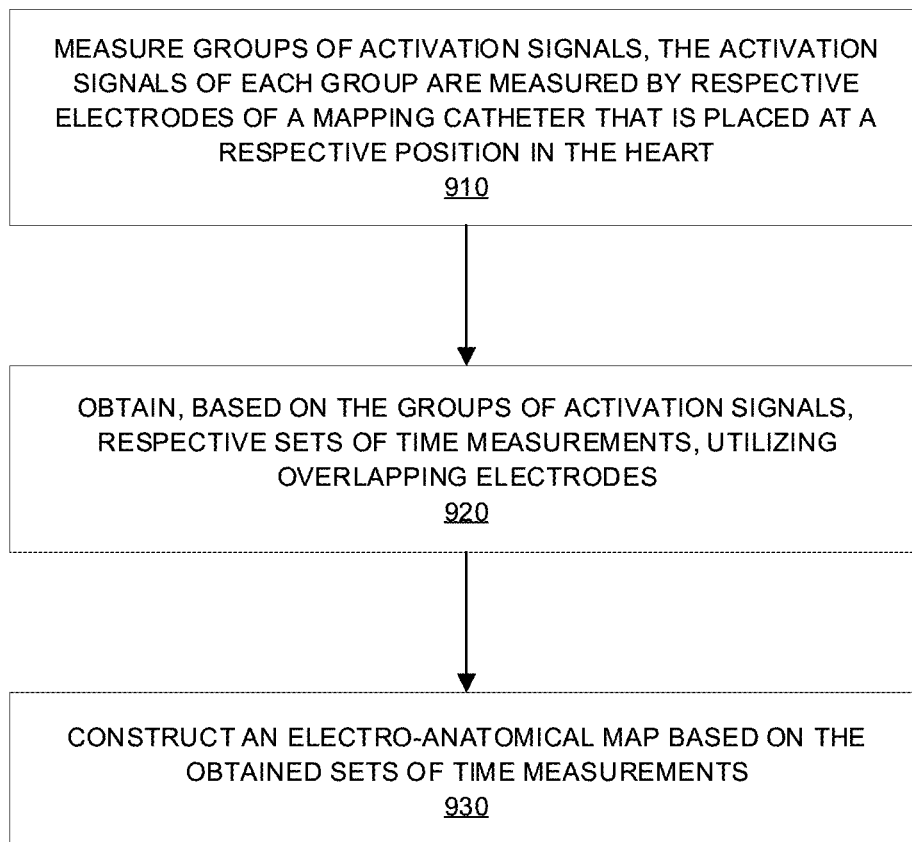 MEASURE GROUPS OF ACTIVATION SIGNALS, THE ACTIVATION
SIGNALS OF EACH GROUP ARE MEASURED BY RESPECTIVE
ELECTRODES OF A MAPPING CATHETER THAT IS PLACED AT A
RESPECTIVE POSITION IN THE HEART
910
OBTAIN, BASED ON THE GROUPS OF ACTIVATION SIGNALS,
RESPECTIVE SETS OF TIME MEASUREMENTS, UTILIZING
OVERLAPPING ELECTRODES
920
CONSTRUCT AN ELECTRO-ANATOMICAL MAP BASED ON THE
OBTAINED SETS OF TIME MEASUREMENTS
930